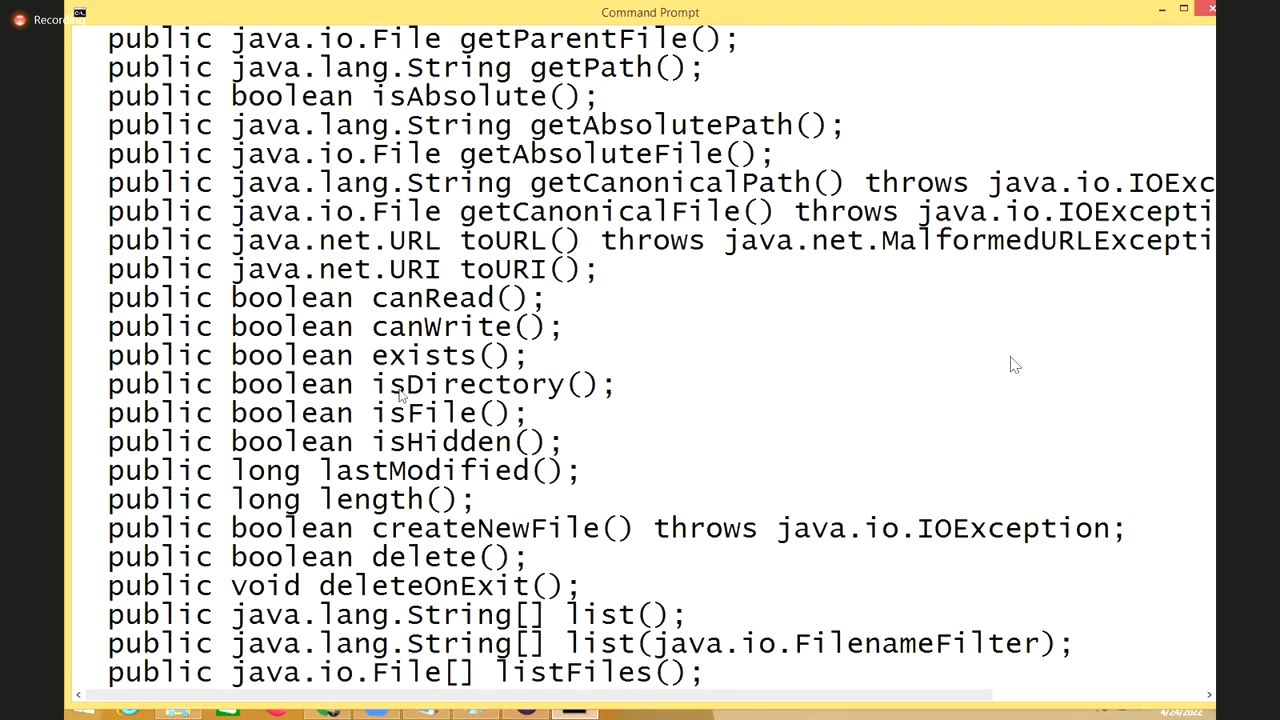 Recording
Command Prompt
public java.io.File getParentFile();
public java.lang.String getPath();
public boolean isAbsolute();
public java.lang.String getAbsolutePath();
public java.io.File getAbsoluteFile();
public java.lang.String getCanonicalPath() throws java.io.IOExc
public java.io.File getCanonicalFile() throws java.io.IOExcepti
public java.net.URL toURL() throws java.net.MalformedURLExcepti
public java.net.URI toURI();
public boolean canRead();
public boolean canWrite();
public boolean exists();
public boolean isDirectory();
public boolean isFile();
public boolean isHidden();
public long lastModified();
public long length();
public boolean createNewFile() throws java.io.IOException;
public boolean delete();
public void deleteOnExit();
public java.lang.String[] list();
public java.lang.String[] list(java.io.FilenameFilter);
public java.io.File[] listFiles();
4/24/2022